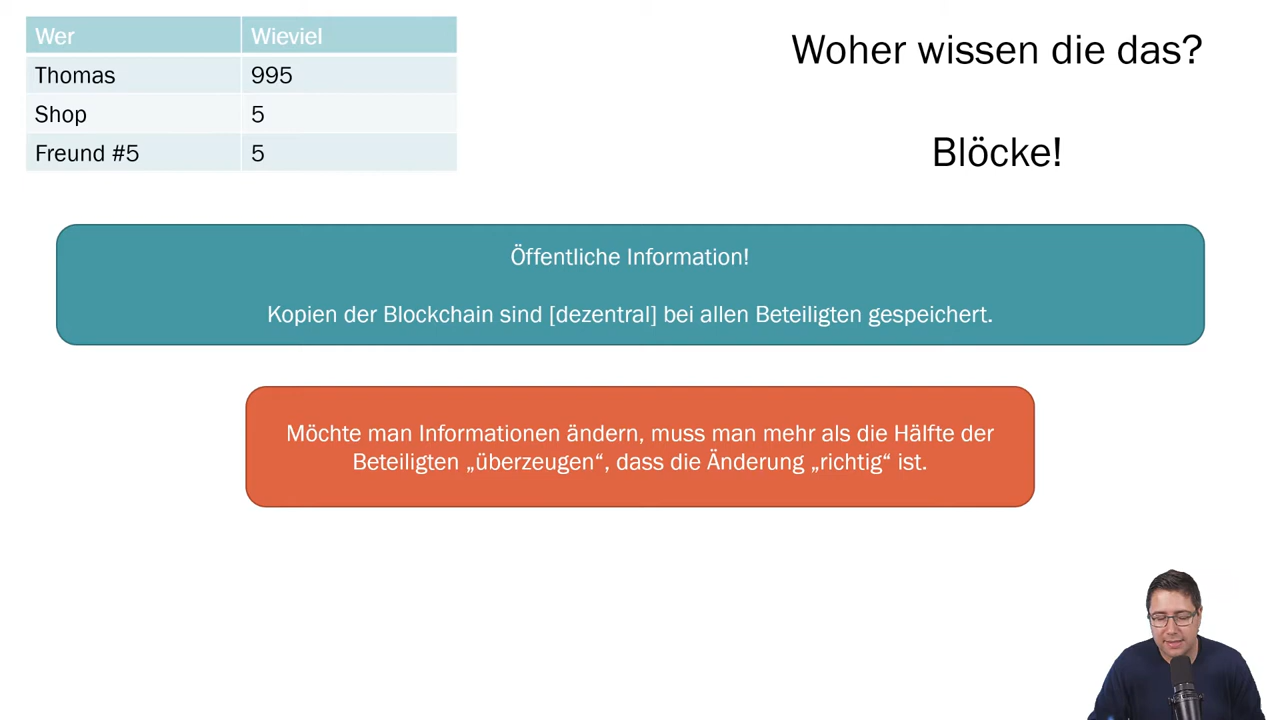 Wer Wieviel
Thomas 995
Shop 5
Freund #5 5
Woher wissen die das?
Blöcke!
Öffentliche Information!
Kopien der Blockchain sind [dezentral] bei allen Beteiligten gespeichert.
Möchte man Informationen ändern, muss man mehr als die Hälfte der
Beteiligten „überzeugen“, dass die Änderung „richtig“ ist.